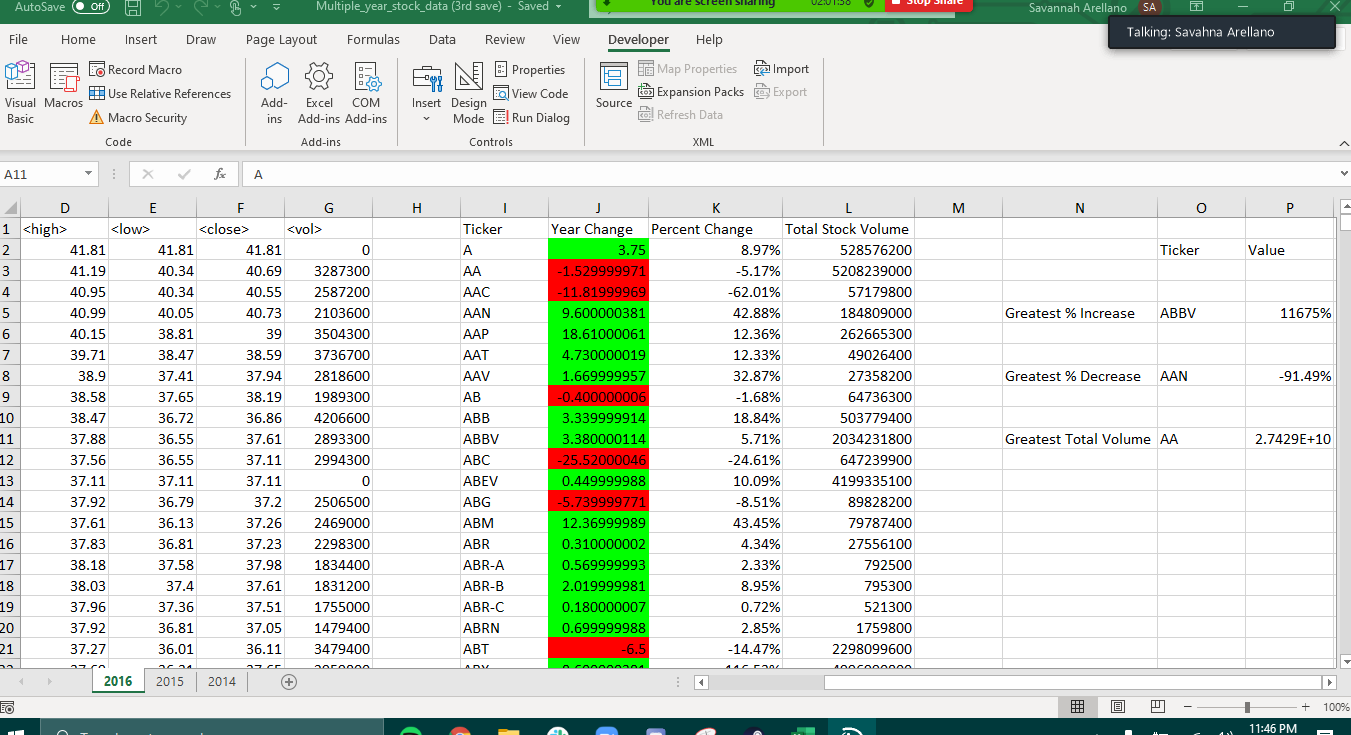 AutoSave Off Multiple_year_stock_data (3rd save) - Saved You are screen sharing 02:01:38 Stop Share Savannah Arellano SA
Talking: Savahna Arellano
File Home Insert Draw Page Layout Formulas Data Review View Developer Help
Record Macro
Use Relative References
Macro Security
Visual Basic
Macros
Code
Add-ins
Excel Add-ins
COM Add-ins
Add-ins
Insert
Design Mode
Properties
View Code
Run Dialog
Controls
Source
Map Properties
Expansion Packs
Refresh Data
Import
Export
XML
A11 fx A
D E F G H I J K L M N O P
1 <high> <low> <close> <vol> Ticker Year Change Percent Change Total Stock Volume
2 41.81 41.81 41.81 0 A 3.75 8.97% 528576200 Ticker Value
3 41.19 40.34 40.69 3287300 AA -1.529999971 -5.17% 5208239000
4 40.95 40.34 40.55 2587200 AAC -11.81999969 -62.01% 57179800
5 40.99 40.05 40.73 2103600 AAN 9.600000381 42.88% 184809000 Greatest % Increase ABBV 11675%
6 40.15 38.81 39 3504300 AAP 18.61000061 12.36% 262665300
7 39.71 38.47 38.59 3736700 AAT 4.730000019 12.33% 49026400
8 38.9 37.41 37.94 2818600 AAV 1.669999957 32.87% 27358200 Greatest % Decrease AAN -91.49%
9 38.58 37.65 38.19 1989300 AB -0.400000006 -1.68% 64736300
10 38.47 36.72 36.86 4206600 ABB 3.339999914 18.84% 503779400
11 37.88 36.55 37.61 2893300 ABBV 3.380000114 5.71% 2034231800 Greatest Total Volume AA 2.7429E+10
12 37.56 36.55 37.11 2994300 ABC -25.52000046 -24.61% 647239900
13 37.11 37.11 37.11 0 ABEV 0.449999988 10.09% 4199335100
14 37.92 36.79 37.2 2506500 ABG -5.739999771 -8.51% 89828200
15 37.61 36.13 37.26 2469000 ABM 12.36999989 43.45% 79787400
16 37.83 36.81 37.23 2298300 ABR 0.310000002 4.34% 27556100
17 38.18 37.58 37.98 1834400 ABR-A 0.569999993 2.33% 792500
18 38.03 37.4 37.61 1831200 ABR-B 2.019999981 8.95% 795300
19 37.96 37.36 37.51 1755000 ABR-C 0.180000007 0.72% 521300
20 37.92 36.81 37.05 1479400 ABRN 0.699999988 2.85% 1759800
21 37.27 36.01 36.11 3479400 ABT -6.5 -14.47% 2298099600
2016 2015 2014
100%
11:46 PM